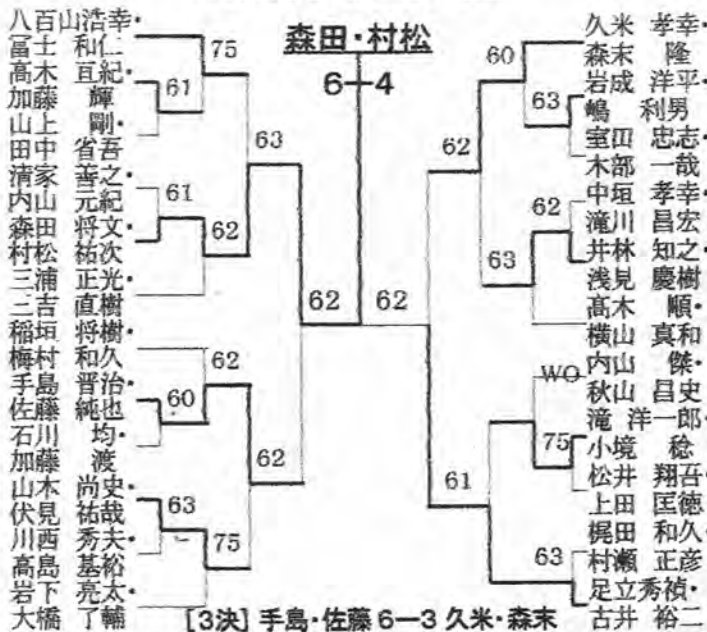 八百山浩幸・
冨士 和仁
高木 亘紀・
加藤 輝
山上 剛・
田中 省吾
清家 善之・
内山 元紀
森田 将文・
村松 祐次
三浦 正光・
三吉 直樹
稲垣 将樹・
梅村 和久
手島 晋治・
佐藤 純也
石川 均・
加藤 渡
山本 尚史・
伏見 祐哉
川西 秀夫・
高島 基裕
岩下 亮太・
大橋 了輔
75
61
63
61
62
62
62
60
62
63
75
森田・村松
6―4
60
63
62
62
63
62
WO
75
61
63
久米 孝幸・
森末 隆
岩成 洋平・
嶋 利男
室田 忠志・
木部 一哉
中垣 孝幸・
滝川 昌宏
井林 知之・
浅見 慶樹
髙木 順・
横山 真和
内山 傑・
秋山 昌史
滝 洋一郎・
小境 稔
松井 翔吾・
上田 匡徳
梶田 和久・
村瀬 正彦
足立秀禎・
古井 裕二
[3決] 手島・佐藤 6―3 久米・森末